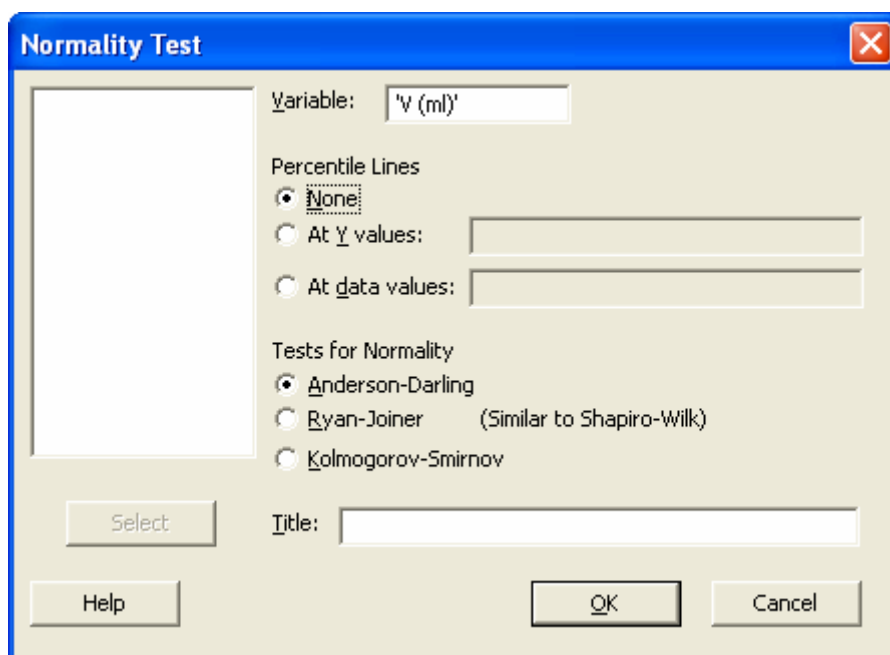 Normality Test
Variable: 'V (ml)'
Percentile Lines
None
At Y values:
At data values:
Tests for Normality
Anderson-Darling
Ryan-Joiner (Similar to Shapiro-Wilk)
Kolmogorov-Smirnov
Select Title:
Help OK Cancel